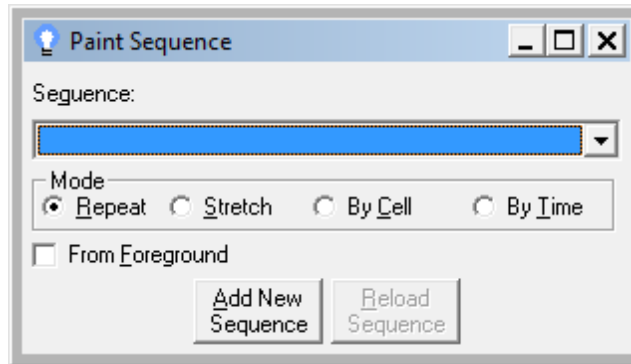 Paint Sequence
Sequence:
Mode
Repeat Stretch By Cell By Time
From Foreground
Add New Reload
Sequence Sequence